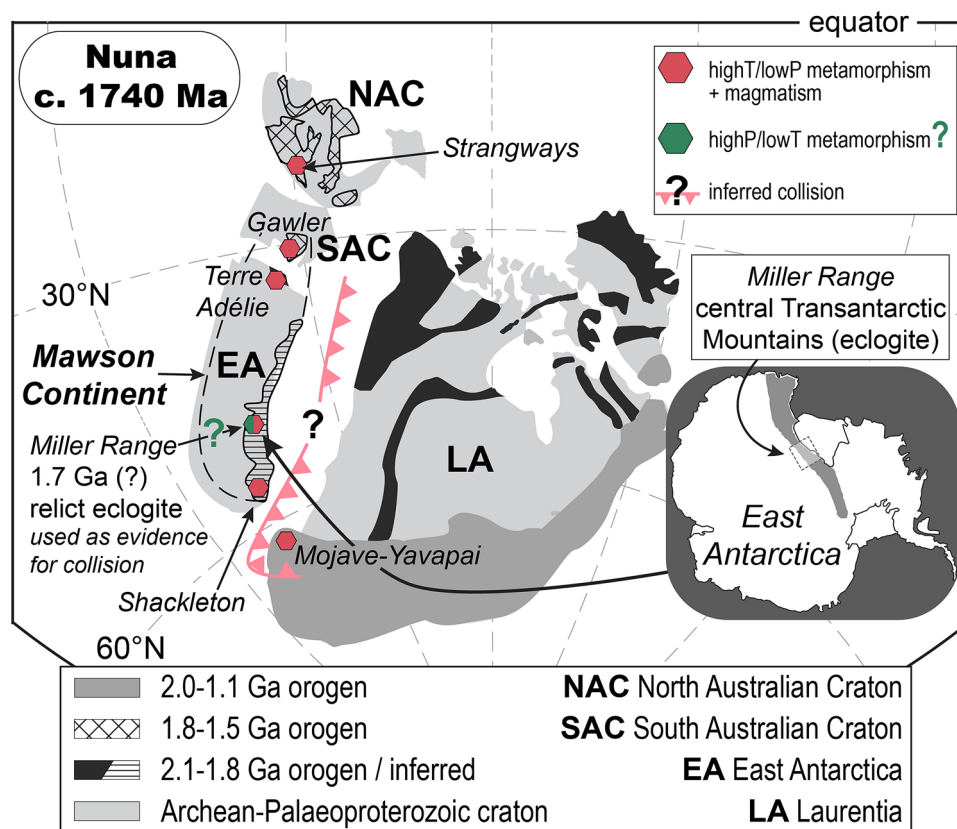 equator
Nuna
c. 1740 Ma
NAC
highT/lowP metamorphism
+ magmatism
highP/lowT metamorphism?
? inferred collision
Strangways
Gawler
SAC
Terre
Adélie
30°N
Miller Range
central Transantarctic
Mountains (eclogite)
Mawson
Continent
EA
?
?
Miller Range
1.7 Ga (?)
relict eclogite
used as evidence
for collision
LA
East
Antarctica
Mojave-Yavapai
Shackleton
60°N
2.0-1.1 Ga orogen
1.8-1.5 Ga orogen
2.1-1.8 Ga orogen / inferred
Archean-Palaeoproterozoic craton
NAC North Australian Craton
SAC South Australian Craton
EA East Antarctica
LA Laurentia